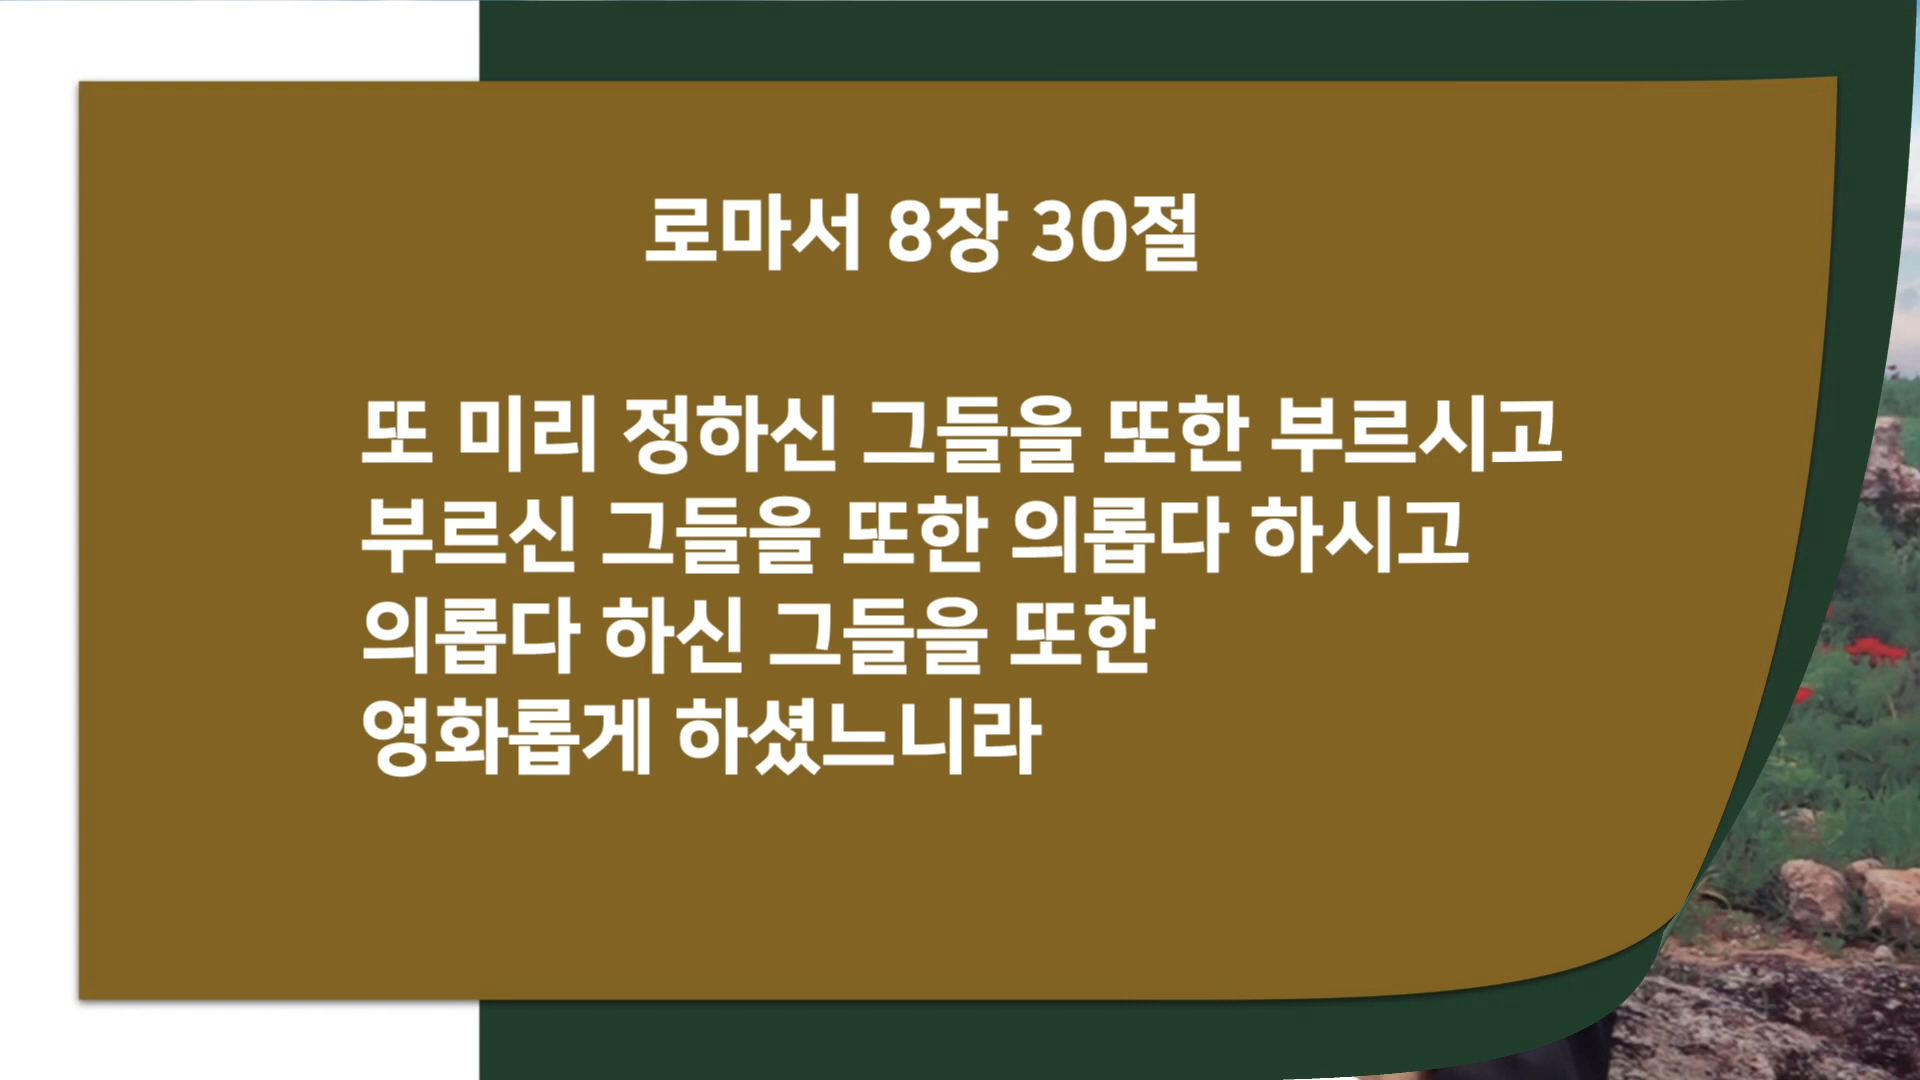 로마서 8장 30절
또 미리 정하신 그들을 또한 부르시고
부르신 그들을 또한 의롭다 하시고
의롭다 하신 그들을 또한
영화롭게 하셨느니라